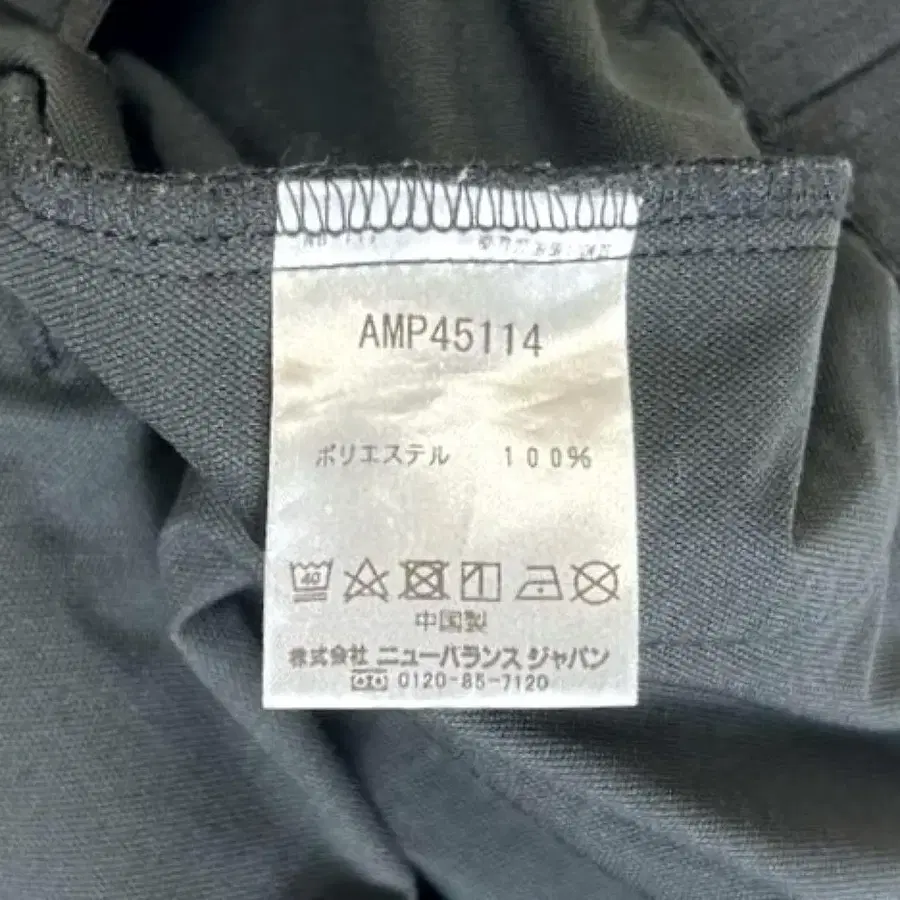 AMP45114
ポリエステル 100%
40
中国製
株式会社 ニューバランス ジャパン
0120-85-7120